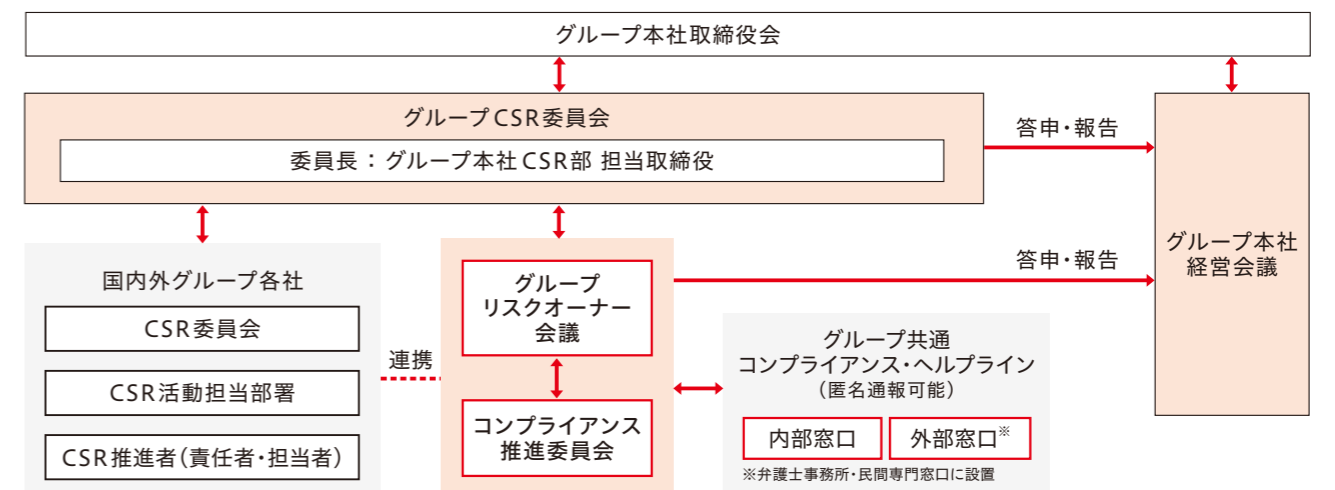 グループ本社取締役会
グループCSR委員会
委員長：グループ本社CSR部 担当取締役
答申・報告
グループ本社
経営会議
国内外グループ各社
CSR委員会
CSR活動担当部署
CSR推進者（責任者・担当者）
連携
グループ
リスクオーナー
会議
コンプライアンス
推進委員会
答申・報告
グループ共通
コンプライアンス・ヘルプライン
（匿名通報可能）
内部窓口
外部窓口※
※弁護士事務所・民間専門窓口に設置